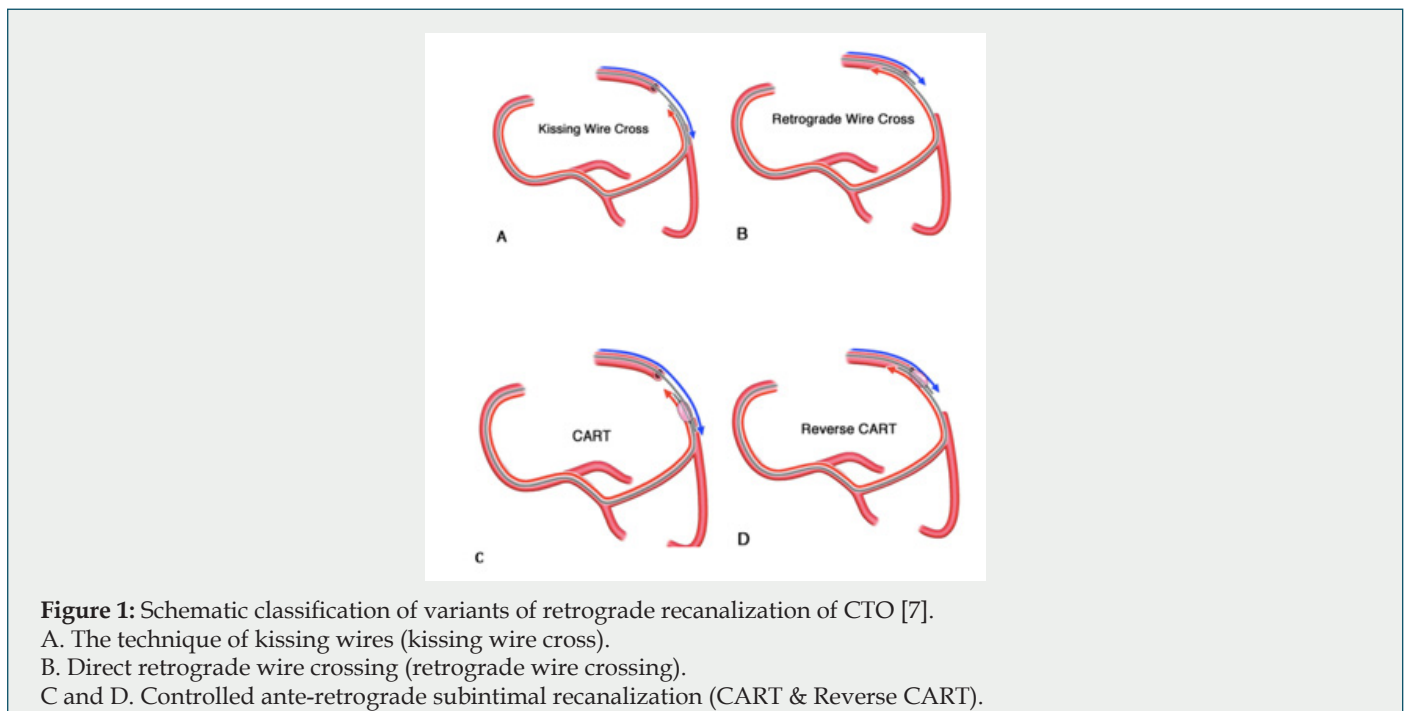 Kissing Wire Cross
Retrograde Wire Cross
A
B
CART
Reverse CART
C
D
Figure 1: Schematic classification of variants of retrograde recanalization of CTO [7].
A. The technique of kissing wires (kissing wire cross).
B. Direct retrograde wire crossing (retrograde wire crossing).
C and D. Controlled ante-retrograde subintimal recanalization (CART & Reverse CART).